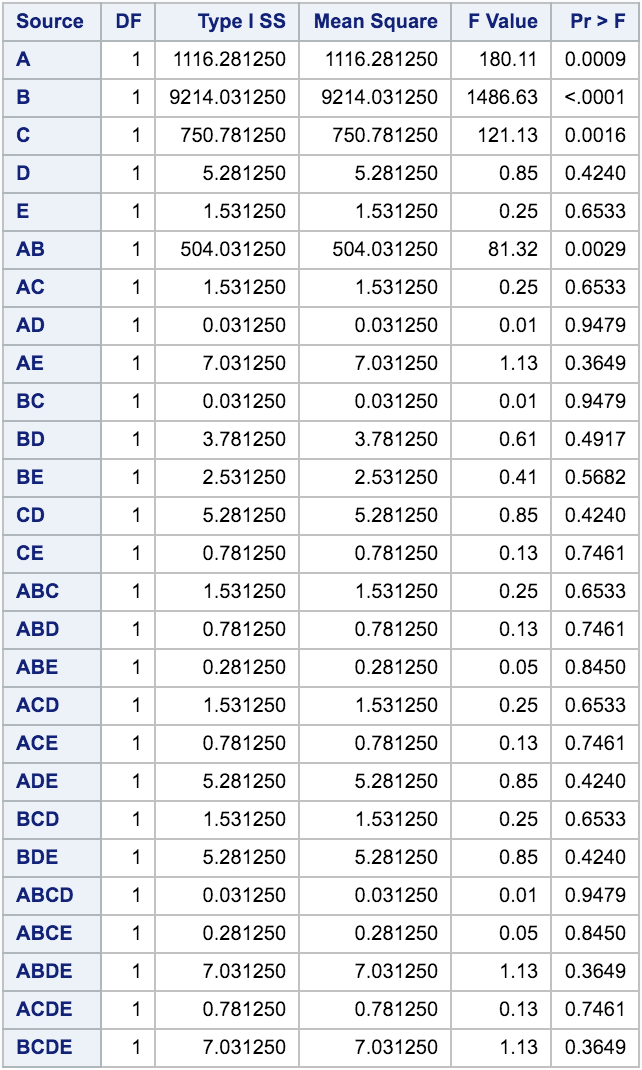 Source DF Type I SS Mean Square F Value Pr > F
A 1 1116.281250 1116.281250 180.11 0.0009
B 1 9214.031250 9214.031250 1486.63 <.0001
C 1 750.781250 750.781250 121.13 0.0016
D 1 5.281250 5.281250 0.85 0.4240
E 1 1.531250 1.531250 0.25 0.6533
AB 1 504.031250 504.031250 81.32 0.0029
AC 1 1.531250 1.531250 0.25 0.6533
AD 1 0.031250 0.031250 0.01 0.9479
AE 1 7.031250 7.031250 1.13 0.3649
BC 1 0.031250 0.031250 0.01 0.9479
BD 1 3.781250 3.781250 0.61 0.4917
BE 1 2.531250 2.531250 0.41 0.5682
CD 1 5.281250 5.281250 0.85 0.4240
CE 1 0.781250 0.781250 0.13 0.7461
ABC 1 1.531250 1.531250 0.25 0.6533
ABD 1 0.781250 0.781250 0.13 0.7461
ABE 1 0.281250 0.281250 0.05 0.8450
ACD 1 1.531250 1.531250 0.25 0.6533
ACE 1 0.781250 0.781250 0.13 0.7461
ADE 1 5.281250 5.281250 0.85 0.4240
BCD 1 1.531250 1.531250 0.25 0.6533
BDE 1 5.281250 5.281250 0.85 0.4240
ABCD 1 0.031250 0.031250 0.01 0.9479
ABCE 1 0.281250 0.281250 0.05 0.8450
ABDE 1 7.031250 7.031250 1.13 0.3649
ACDE 1 0.781250 0.781250 0.13 0.7461
BCDE 1 7.031250 7.031250 1.13 0.3649